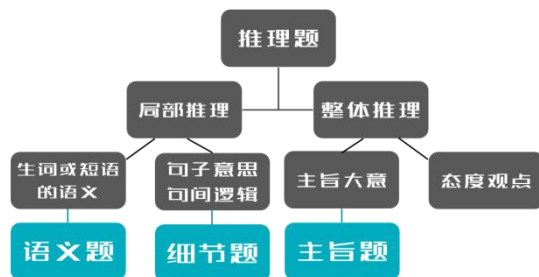 推理题
局部推理
整体推理
生词或短语
的语义
句子意思
句间逻辑
主旨大意
态度观点
语义题
细节题
主旨题